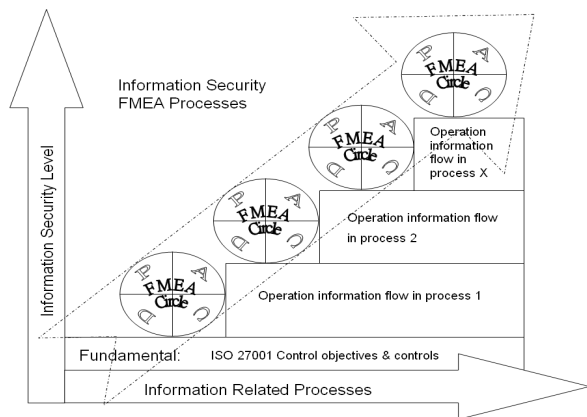 Information Security
FMEA Processes
P A
FMEA
Circle
D C
Operation
information
flow in
process X
P A
FMEA
Circle
D C
Operation information flow
in process 2
P A
FMEA
Circle
D C
Operation information flow in process 1
P A
FMEA
Circle
D C
Fundamental: ISO 27001 Control objectives & controls
Information Related Processes
Information Security Level